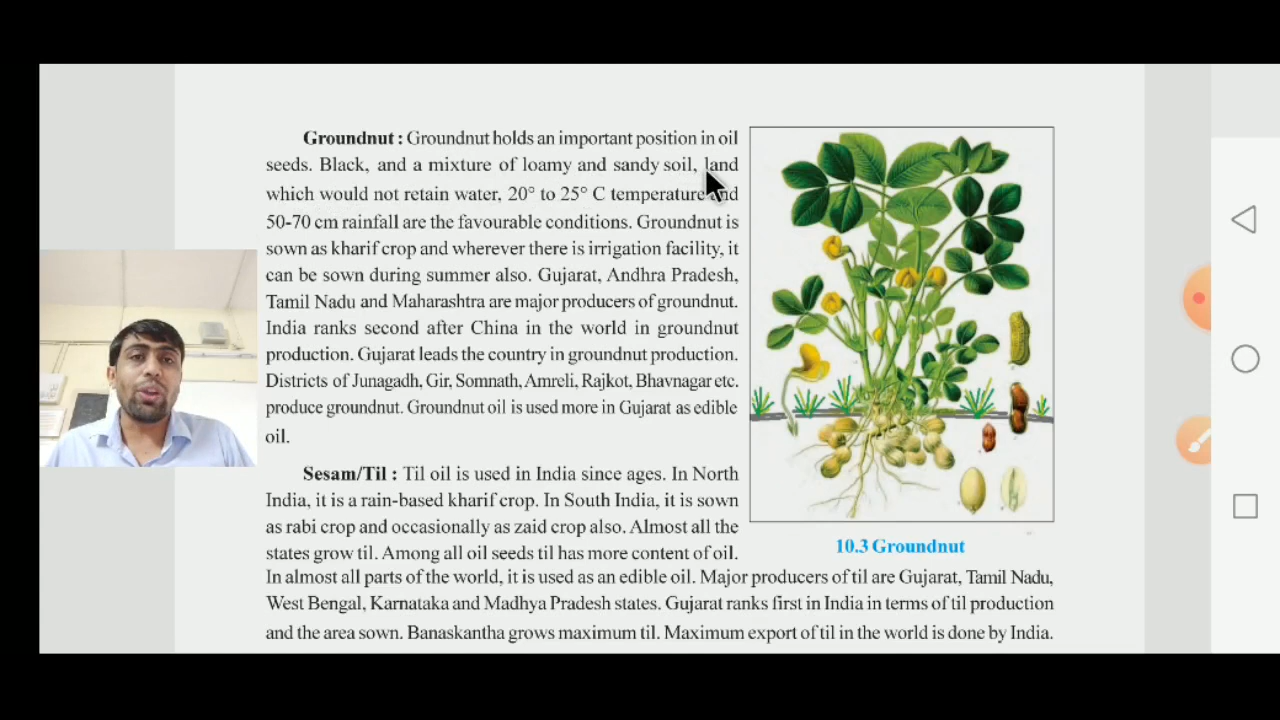 Groundnut : Groundnut holds an important position in oil
seeds. Black, and a mixture of loamy and sandy soil, land
which would not retain water, 20° to 25° C temperature and
50-70 cm rainfall are the favourable conditions. Groundnut is
sown as kharif crop and wherever there is irrigation facility, it
can be sown during summer also. Gujarat, Andhra Pradesh,
Tamil Nadu and Maharashtra are major producers of groundnut.
India ranks second after China in the world in groundnut
production. Gujarat leads the country in groundnut production.
Districts of Junagadh, Gir, Somnath, Amreli, Rajkot, Bhavnagar etc.
produce groundnut. Groundnut oil is used more in Gujarat as edible
oil.
Sesam/Til : Til oil is used in India since ages. In North
India, it is a rain-based kharif crop. In South India, it is sown
as rabi crop and occasionally as zaid crop also. Almost all the
states grow til. Among all oil seeds til has more content of oil.
In almost all parts of the world, it is used as an edible oil. Major producers of til are Gujarat, Tamil Nadu,
West Bengal, Karnataka and Madhya Pradesh states. Gujarat ranks first in India in terms of til production
and the area sown. Banaskantha grows maximum til. Maximum export of til in the world is done by India.
10.3 Groundnut